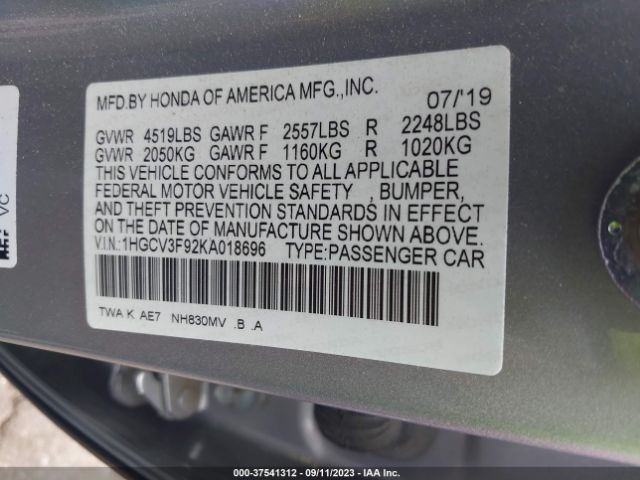 MFD.BY HONDA OF AMERICA MFG.,INC. 07/'19
GVWR 4519LBS GAWR F 2557LBS R 2248LBS
GVWR 2050KG GAWR F 1160KG R 1020KG
THIS VEHICLE CONFORMS TO ALL APPLICABLE
FEDERAL MOTOR VEHICLE SAFETY , BUMPER,
AND THEFT PREVENTION STANDARDS IN EFFECT
ON THE DATE OF MANUFACTURE SHOWN ABOVE.
V.I.N.:1HGCV3F92KA018696 TYPE:PASSENGER CAR
TWA K AE7 NH830MV .B .A
VC
000-37541312 - 09/11/2023 - IAA Inc.